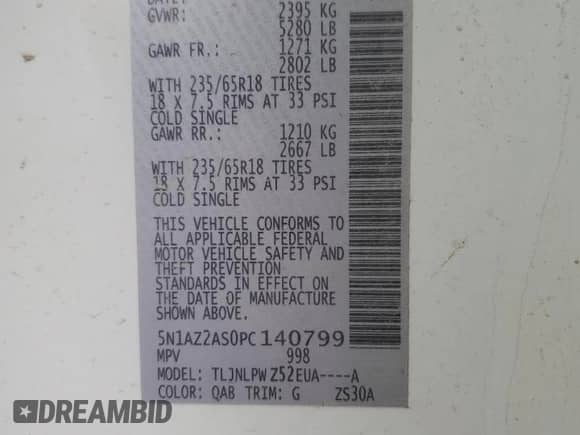 GVWR: 2395 KG
5280 LB
GAWR FR.: 1271 KG
2802 LB
WITH 235/65R18 TIRES
18 X 7.5 RIMS AT 33 PSI
COLD SINGLE
GAWR RR.: 1210 KG
2667 LB
WITH 235/65R18 TIRES
18 X 7.5 RIMS AT 33 PSI
COLD SINGLE
THIS VEHICLE CONFORMS TO
ALL APPLICABLE FEDERAL
MOTOR VEHICLE SAFETY AND
THEFT PREVENTION
STANDARDS IN EFFECT ON
THE DATE OF MANUFACTURE
SHOWN ABOVE.
5N1AZ2AS0PC140799
MPV 998
MODEL: TLJNLPWZ52EUA----A
COLOR: QAB TRIM: G ZS30A
DREAMBID